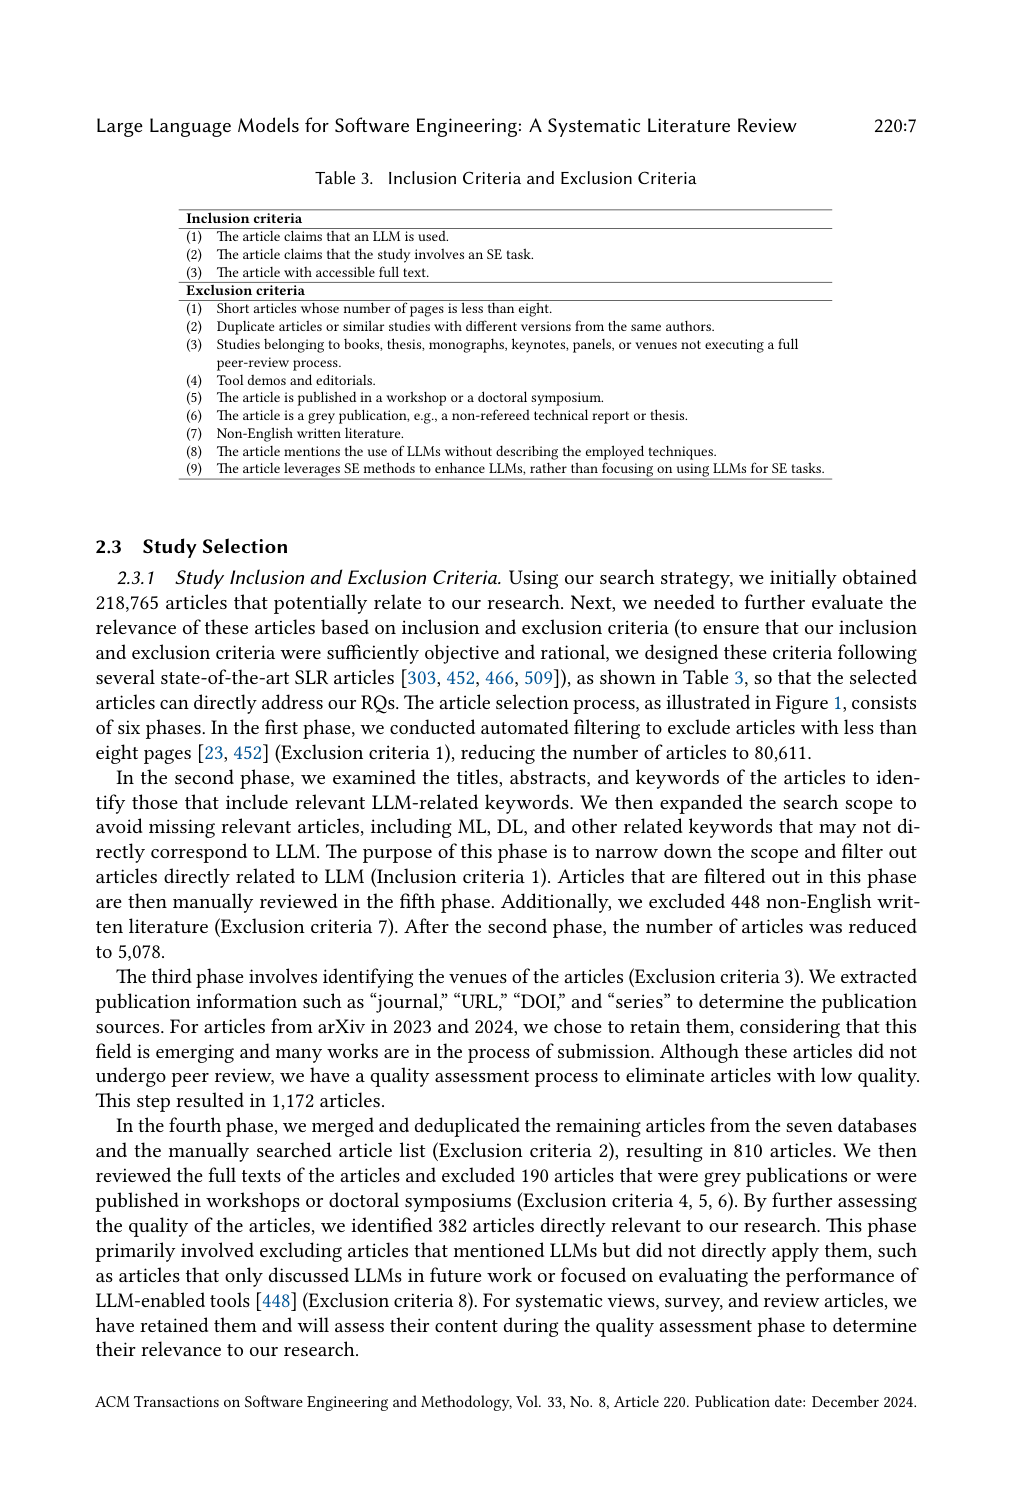 Large Language Models for Software Engineering: A Systematic Literature Review 220:7
Table 3. Inclusion Criteria and Exclusion Criteria
Inclusion criteria
(1) The article claims that an LLM is used.
(2) The article claims that the study involves an SE task.
(3) The article with accessible full text.
Exclusion criteria
(1) Short articles whose number of pages is less than eight.
(2) Duplicate articles or similar studies with different versions from the same authors.
(3) Studies belonging to books, thesis, monographs, keynotes, panels, or venues not executing a full
peer-review process.
(4) Tool demos and editorials.
(5) The article is published in a workshop or a doctoral symposium.
(6) The article is a grey publication, e.g., a non-refereed technical report or thesis.
(7) Non-English written literature.
(8) The article mentions the use of LLMs without describing the employed techniques.
(9) The article leverages SE methods to enhance LLMs, rather than focusing on using LLMs for SE tasks.
2.3 Study Selection
2.3.1 Study Inclusion and Exclusion Criteria. Using our search strategy, we initially obtained
218,765 articles that potentially relate to our research. Next, we needed to further evaluate the
relevance of these articles based on inclusion and exclusion criteria (to ensure that our inclusion
and exclusion criteria were sufficiently objective and rational, we designed these criteria following
several state-of-the-art SLR articles [303, 452, 466, 509]), as shown in Table 3, so that the selected
articles can directly address our RQs. The article selection process, as illustrated in Figure 1, consists
of six phases. In the first phase, we conducted automated filtering to exclude articles with less than
eight pages [23, 452] (Exclusion criteria 1), reducing the number of articles to 80,611.
In the second phase, we examined the titles, abstracts, and keywords of the articles to iden-
tify those that include relevant LLM-related keywords. We then expanded the search scope to
avoid missing relevant articles, including ML, DL, and other related keywords that may not di-
rectly correspond to LLM. The purpose of this phase is to narrow down the scope and filter out
articles directly related to LLM (Inclusion criteria 1). Articles that are filtered out in this phase
are then manually reviewed in the fifth phase. Additionally, we excluded 448 non-English writ-
ten literature (Exclusion criteria 7). After the second phase, the number of articles was reduced
to 5,078.
The third phase involves identifying the venues of the articles (Exclusion criteria 3). We extracted
publication information such as “journal,” “URL,” “DOI,” and “series” to determine the publication
sources. For articles from arXiv in 2023 and 2024, we chose to retain them, considering that this
field is emerging and many works are in the process of submission. Although these articles did not
undergo peer review, we have a quality assessment process to eliminate articles with low quality.
This step resulted in 1,172 articles.
In the fourth phase, we merged and deduplicated the remaining articles from the seven databases
and the manually searched article list (Exclusion criteria 2), resulting in 810 articles. We then
reviewed the full texts of the articles and excluded 190 articles that were grey publications or were
published in workshops or doctoral symposiums (Exclusion criteria 4, 5, 6). By further assessing
the quality of the articles, we identified 382 articles directly relevant to our research. This phase
primarily involved excluding articles that mentioned LLMs but did not directly apply them, such
as articles that only discussed LLMs in future work or focused on evaluating the performance of
LLM-enabled tools [448] (Exclusion criteria 8). For systematic views, survey, and review articles, we
have retained them and will assess their content during the quality assessment phase to determine
their relevance to our research.
ACM Transactions on Software Engineering and Methodology, Vol. 33, No. 8, Article 220. Publication date: December 2024.